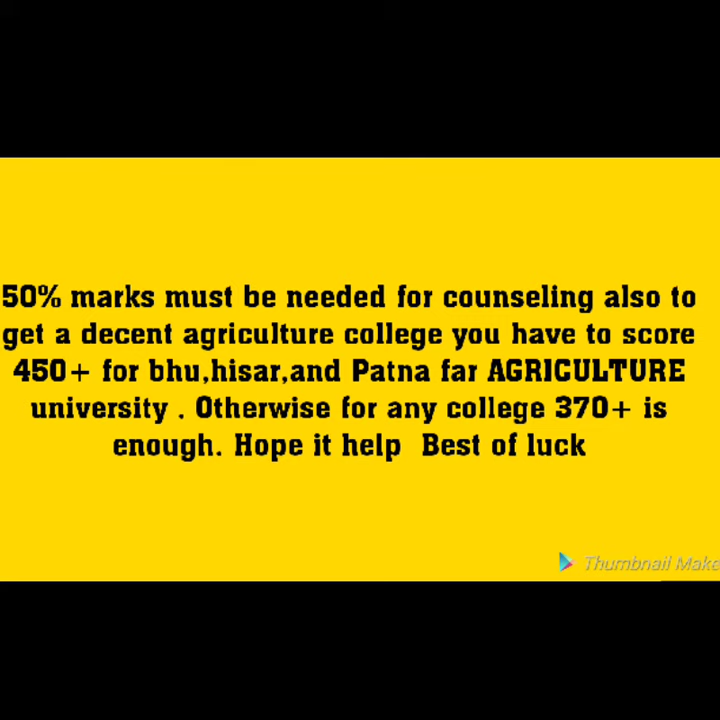 50% marks must be needed for counseling also to
get a decent agriculture college you have to score
450+ for bhu,hisar,and Patna far AGRICULTURE
university . Otherwise for any college 370+ is
enough. Hope it help Best of luck
Thumbnail Make